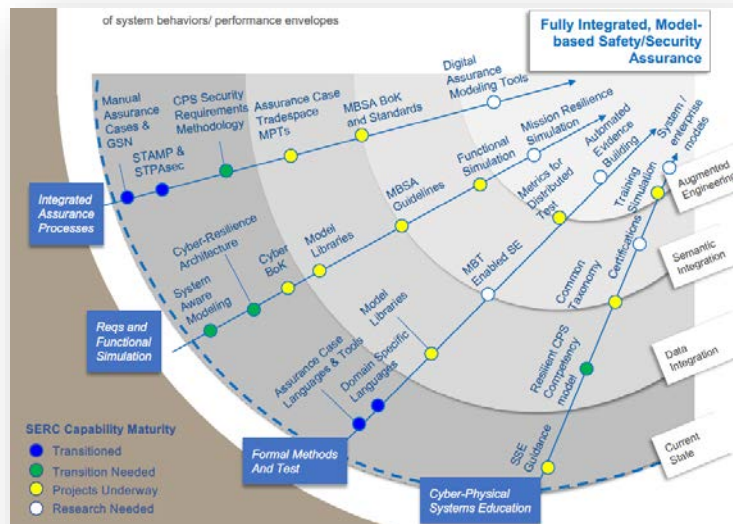 of system behaviors/ performance envelopes
Fully Integrated, Model-
based Safety/Security
Assurance
Manual
Assurance
Cases &
GSN
STAMP &
STPAsec
CPS Security
Requirements
Methodology
Assurance Case
Tradespace
MPTs
MBSA BoK
and Standards
Digital
Assurance
Modeling Tools
Integrated
Assurance
Processes
System
Aware
Modeling
Cyber-Resilience
Architecture
Cyber
BoK
Model
Libraries
MBSA
Guidelines
Functional
Simulation
Mission Resilience
Simulation
Reqs and
Functional
Simulation
Assurance Case
Languages & Tools
Domain Specific
Languages
Model
Libraries
MBT
Enabled SE
Metrics for
Distributed
Test
Automated
Evidence
Building
Formal Methods
And Test
SSE
Guidance
Resilient CPS
Competency
model
Common
Taxonomy
Certifications
Training
Simulation
System /
enterprise
models
Cyber-Physical
Systems Education
Augmented
Engineering
Semantic
Integration
Data
Integration
Current
State
SERC Capability Maturity
Transitioned
Transition Needed
Projects Underway
Research Needed